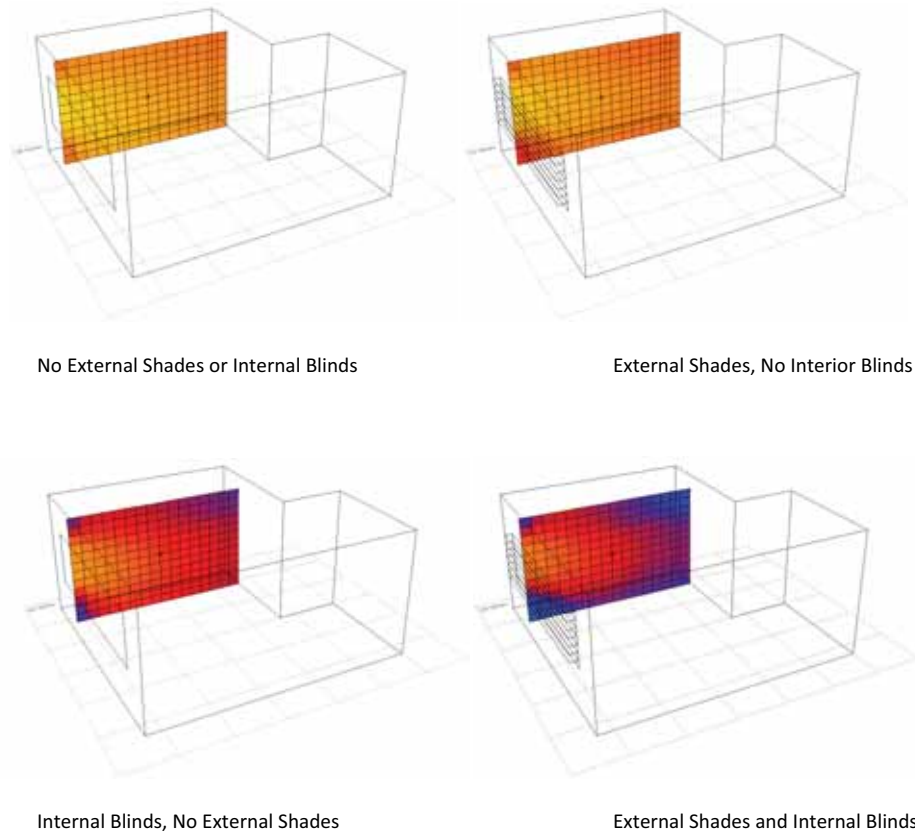 No External Shades or Internal Blinds
External Shades, No Interior Blinds
Internal Blinds, No External Shades
External Shades and Internal Blinds